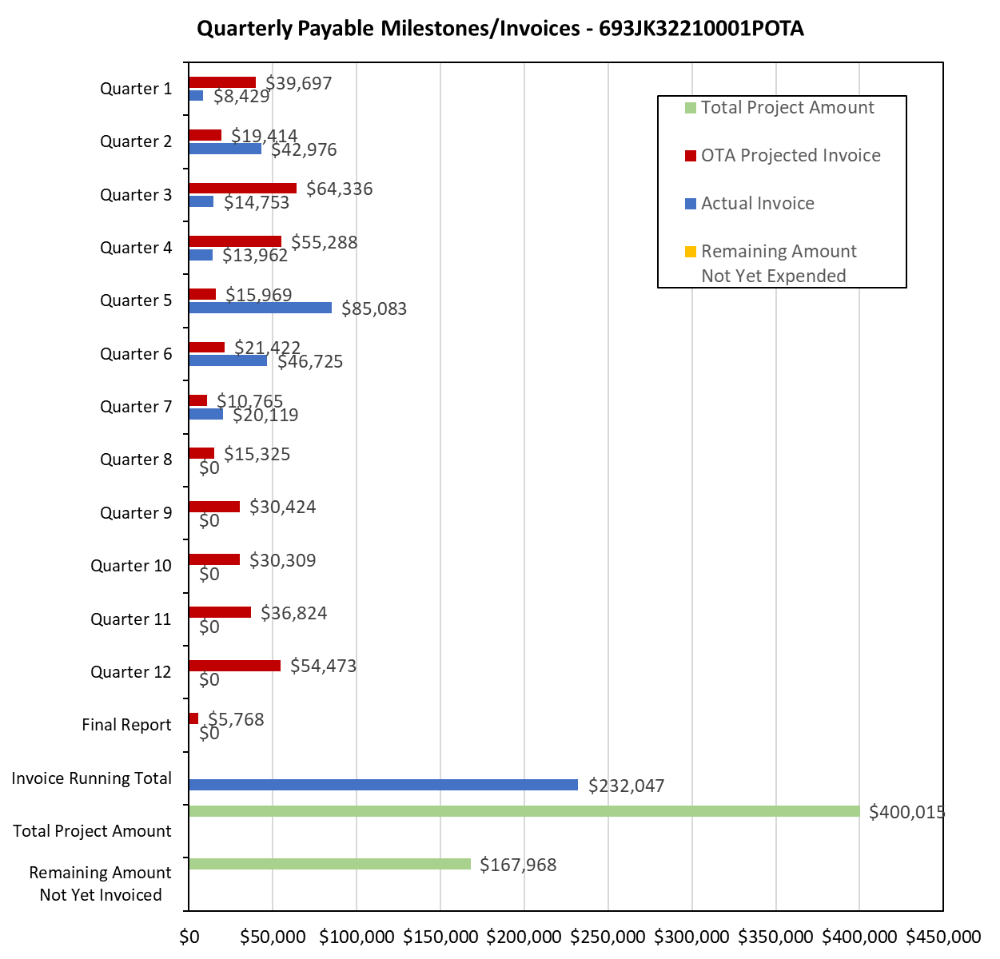 Quarterly Payable Milestones/Invoices - 693JK32210001POTA
Total Project Amount
OTA Projected Invoice
Actual Invoice
Remaining Amount
Not Yet Expended
Quarter 1
$39,697
$8,429
Quarter 2
$19,414
$42,976
Quarter 3
$64,336
$14,753
Quarter 4
$55,288
$13,962
Quarter 5
$15,969
$85,083
Quarter 6
$21,422
$46,725
Quarter 7
$10,765
$20,119
Quarter 8
$15,325
$0
Quarter 9
$30,424
$0
Quarter 10
$30,309
$0
Quarter 11
$36,824
$0
Quarter 12
$54,473
$0
Final Report
$5,768
$0
Invoice Running Total
$232,047
Total Project Amount
$400,015
Remaining Amount
Not Yet Invoiced
$167,968
$0 $50,000 $100,000 $150,000 $200,000 $250,000 $300,000 $350,000 $400,000 $450,000